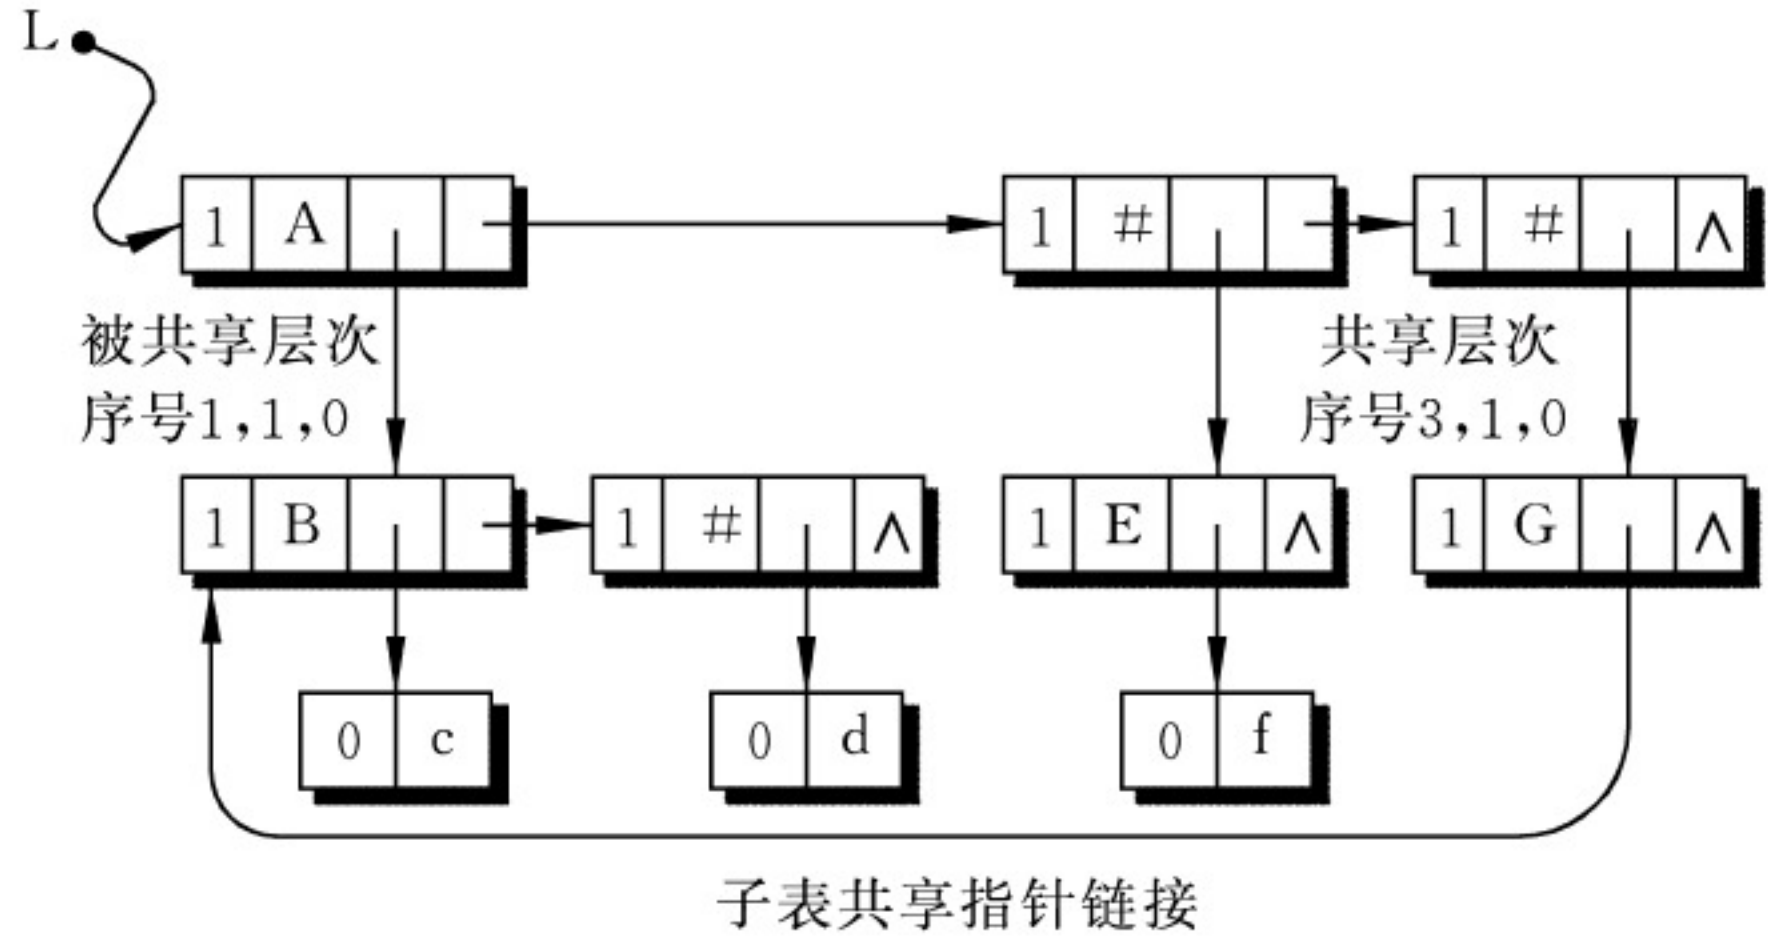 L
1 A
1 #
1 # ∧
被共享层次
序号1,1,0
共享层次
序号3,1,0
1 B
1 # ∧
1 E ∧
1 G ∧
0 c
0 d
0 f
子表共享指针链接